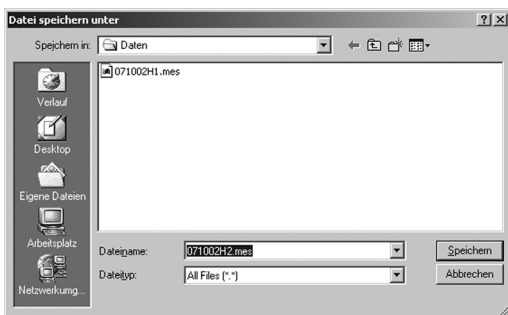 Datei speichern unter
Speichern in: Daten
071002H1.mes
Verlauf
Desktop
Eigene Dateien
Arbeitsplatz
Netzwerkumg...
Dateiname: 071002H2.mes Speichern
Dateityp: All Files (*.*) Abbrechen